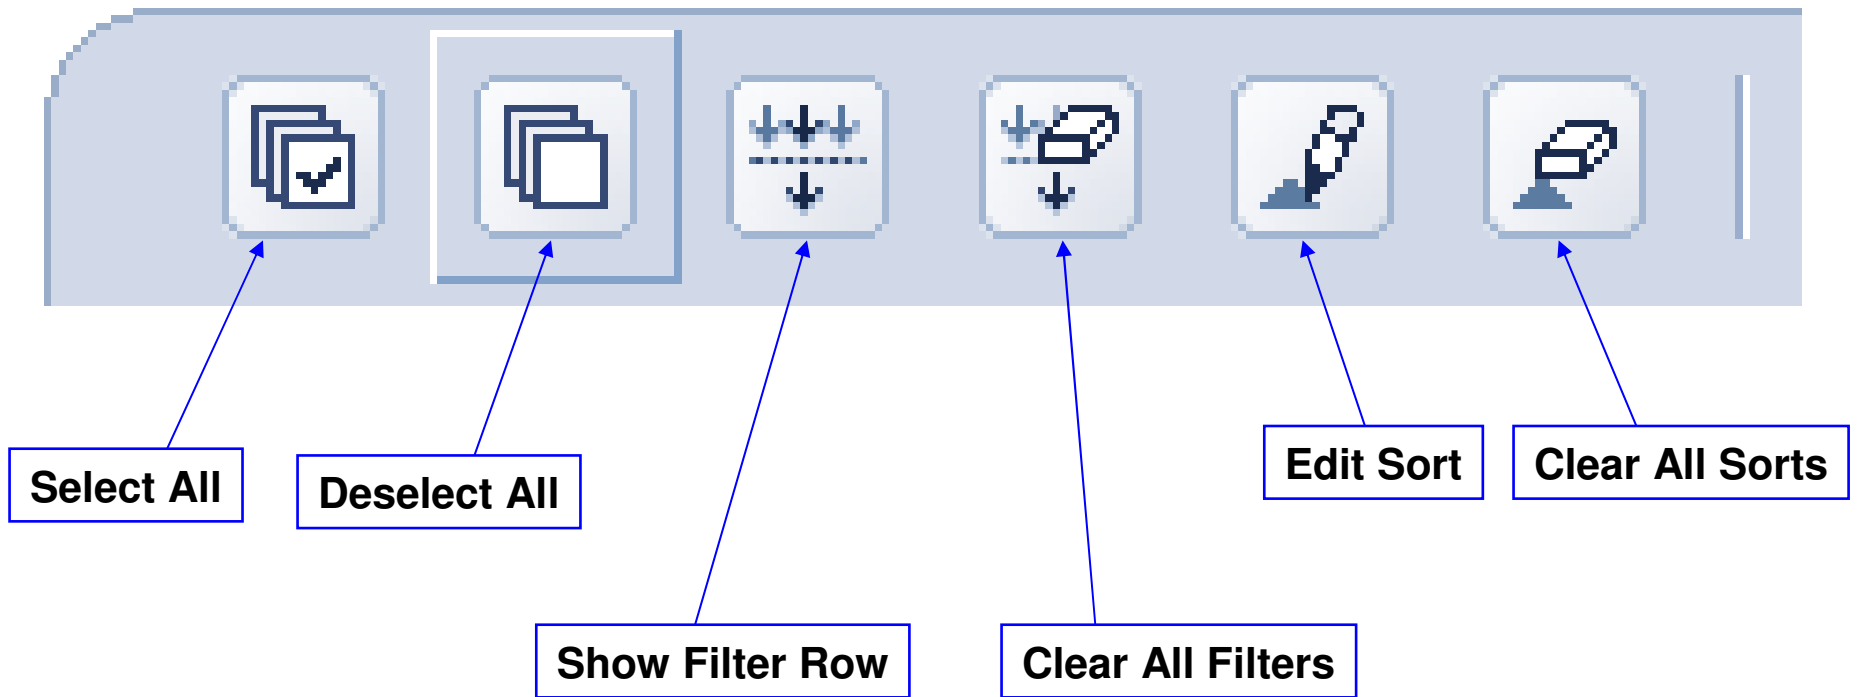 Select All
Deselect All
Edit Sort
Clear All Sorts
Show Filter Row
Clear All Filters